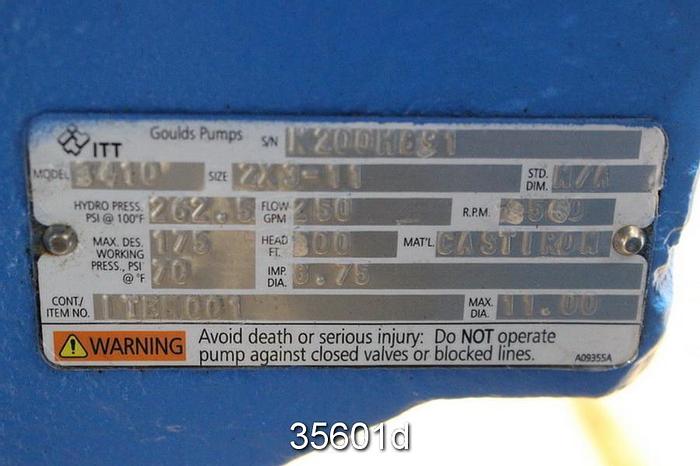 ITT Goulds Pumps S/N
MODEL 3410 SIZE 2X3-11 STD. DIM. N/A
HYDRO PRESS. PSI @ 100°F 262.5 FLOW GPM 250 R.P.M. 3560
MAX. DES. WORKING PRESS., PSI @ °F 175 70 HEAD FT. 300 MAT'L. CASTIRON
IMP. DIA. 8.75
CONT./ ITEM NO. ITEM001 MAX. DIA. 11.00
WARNING Avoid death or serious injury: Do NOT operate
pump against closed valves or blocked lines. A09355A
35601d